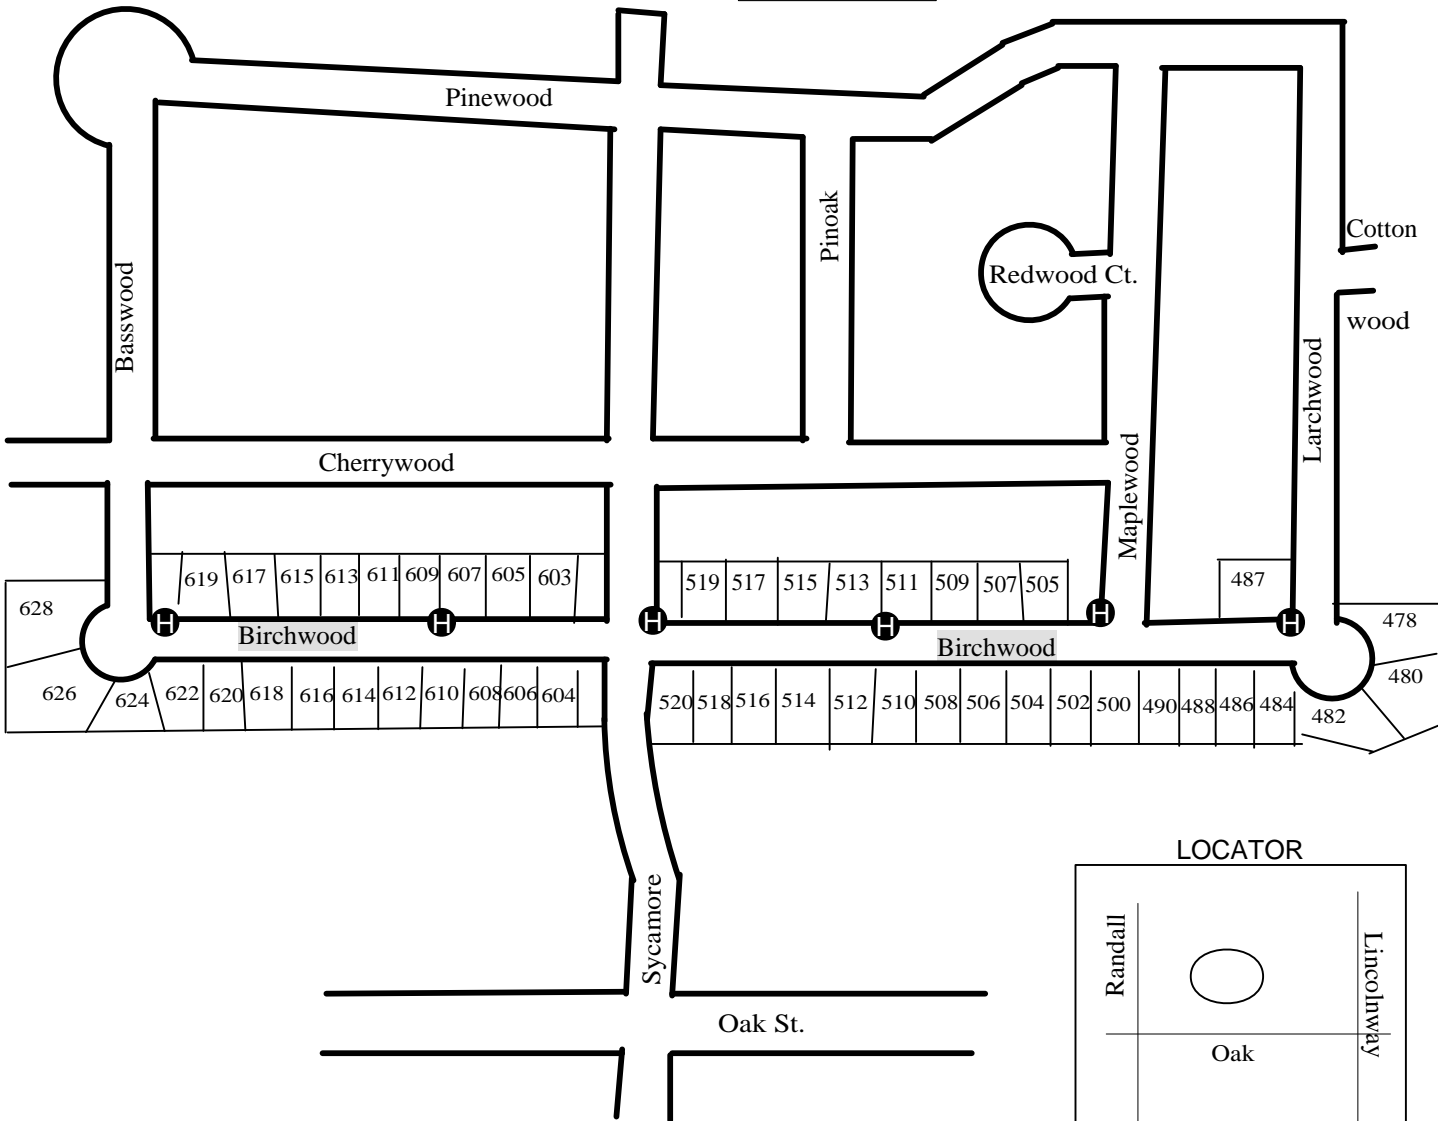 Pinewood
Pinoak
Cotton
Redwood Ct.
Basswood
wood
Larchwood
Cherrywood
Maplewood
619 617 615 613 611 609 607 605 603
519 517 515 513 511 509 507 505
487
628
H H H H H H
478
Birchwood
Birchwood
626 624 622 620 618 616 614 612 610 608 606 604
520 518 516 514 512 510 508 506 504 502 500 490 488 486 484 482
480
Sycamore
Oak St.
LOCATOR
Randall
Lincolnway
Oak